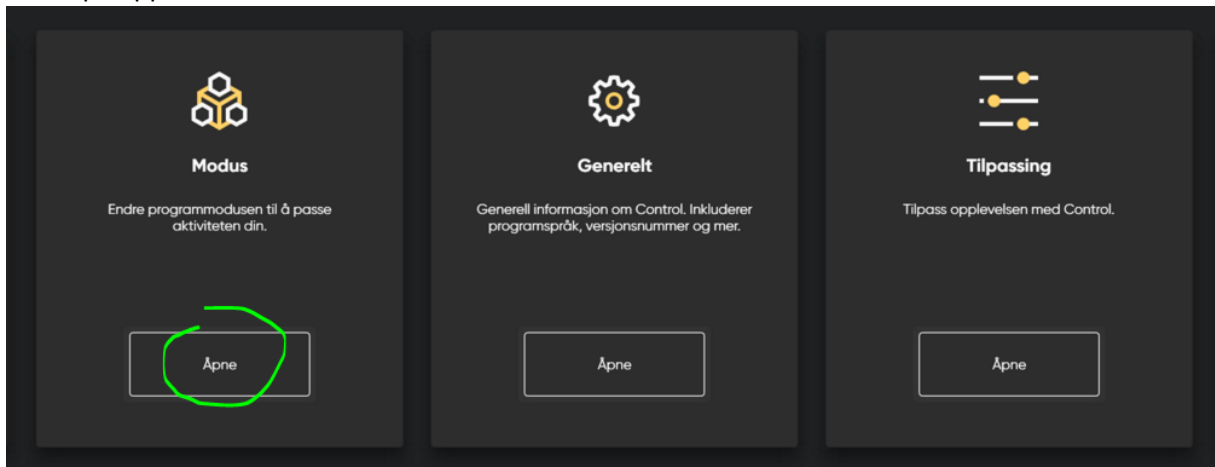 Modus
Endre programmodusen til å passe
aktiviteten din.
Åpne
Generelt
Generell informasjon om Control. Inkluderer
programspråk, versjonsnummer og mer.
Åpne
Tilpassing
Tilpass opplevelsen med Control.
Åpne